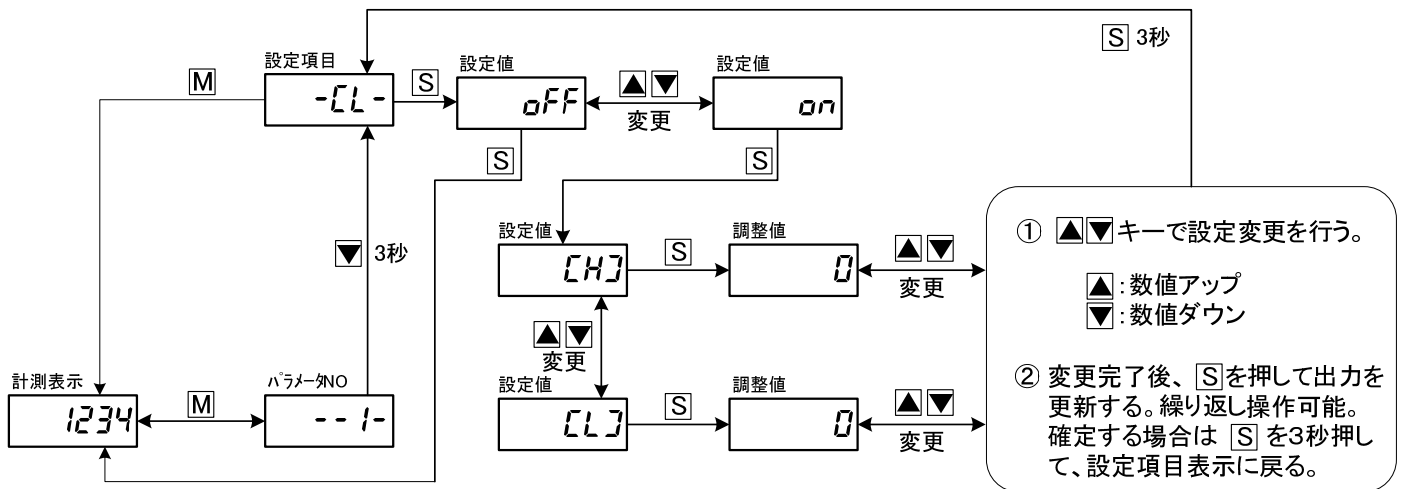 S 3秒
設定項目
M
-CL-
S
設定値
oFF
▲▼
変更
設定値
on
S
S
▼ 3秒
設定値
[H]
S
調整値
0
▲▼
変更
▲▼
変更
設定値
[L]
S
調整値
0
▲▼
変更
計測表示
1234
M
パラメータNO
--1-
① ▲▼キーで設定変更を行う。
▲:数値アップ
▼:数値ダウン
② 変更完了後、Sを押して出力を
更新する。繰り返し操作可能。
確定する場合は S を3秒押し
て、設定項目表示に戻る。